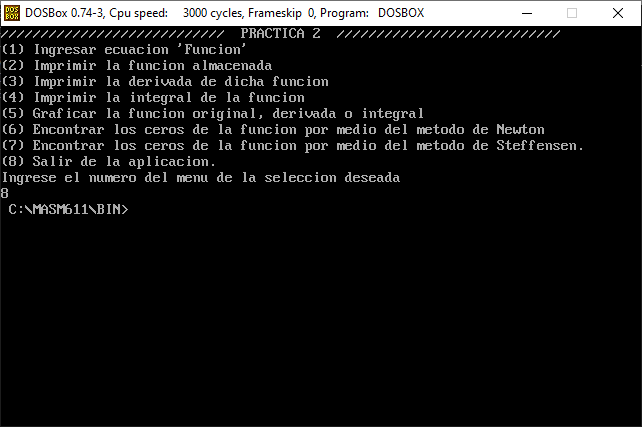 DOSBox 0.74-3, Cpu speed: 3000 cycles, Frameskip 0, Program: DOSBOX
//////////////////////////// PRACTICA 2 ////////////////////////////
(1) Ingresar ecuacion 'Funcion'
(2) Imprimir la funcion almacenada
(3) Imprimir la derivada de dicha funcion
(4) Imprimir la integral de la funcion
(5) Graficar la funcion original, derivada o integral
(6) Encontrar los ceros de la funcion por medio del metodo de Newton
(7) Encontrar los ceros de la funcion por medio del metodo de Steffensen.
(8) Salir de la aplicacion.
Ingrese el numero del menu de la seleccion deseada
8
C:\MASM611\BIN>